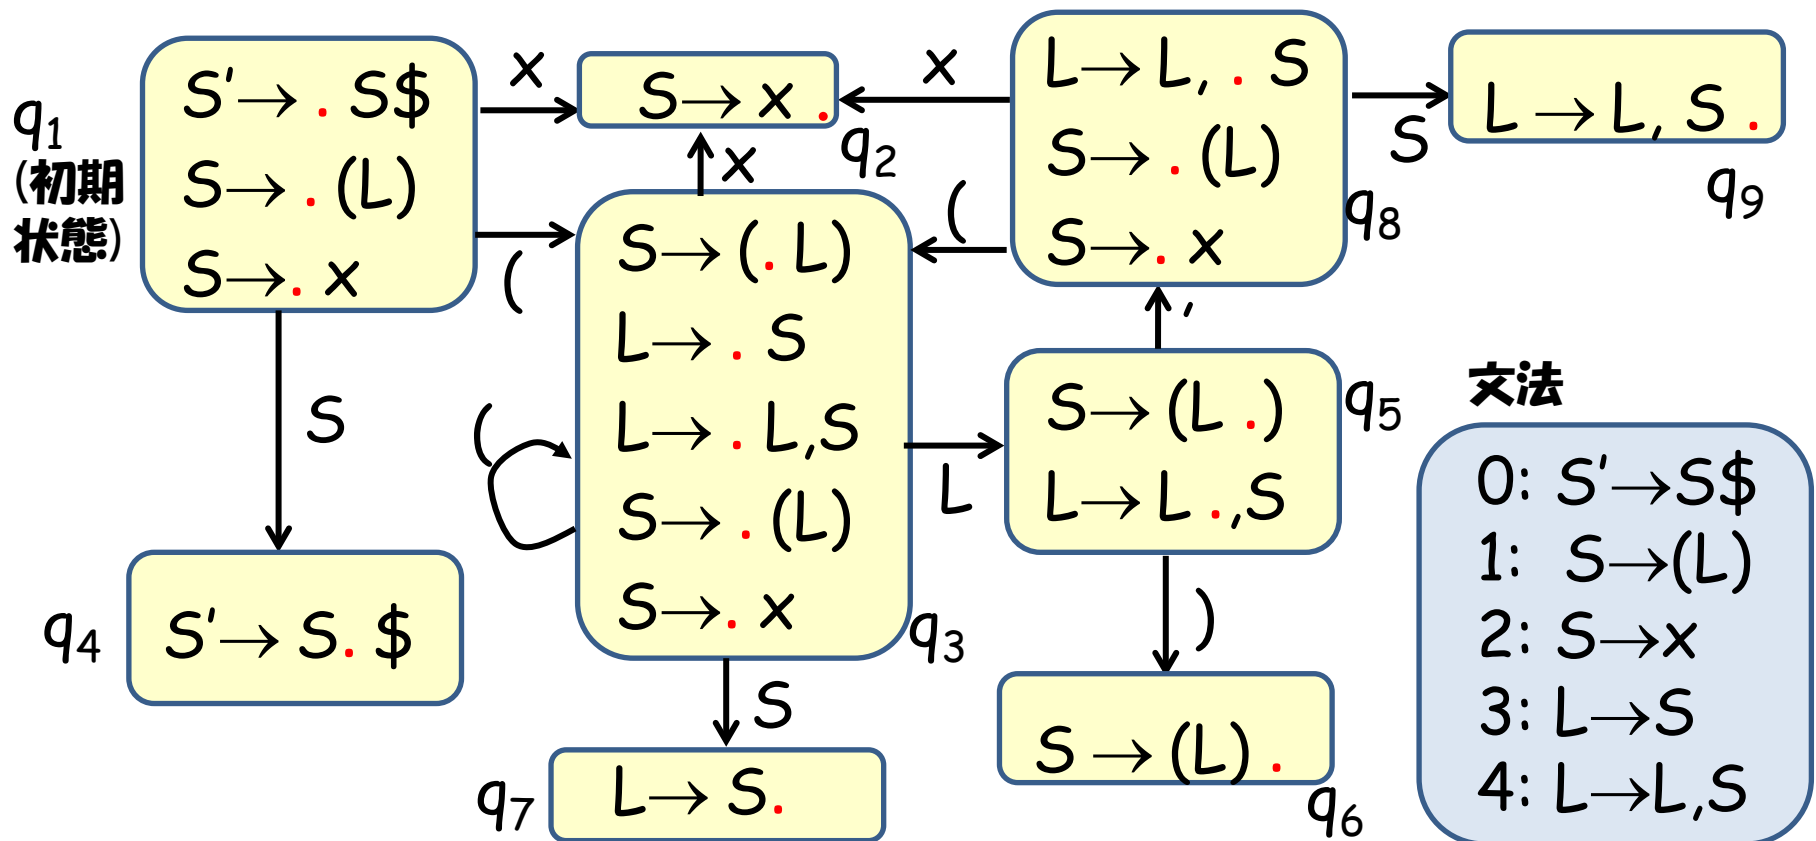 q1
(初期
状態)
S'→ . S$
S→ . (L)
S→. x
x
(
S
S→ x .
q2
x
S→(. L)
L→ . S
L→ . L,S
S→ . (L)
S→. x
q3
(
L
S
q4
S'→ S. $
q7
L→ S.
L→ L, . S
S→ . (L)
S→. x
q8
x
(
S
L→ L, S .
q9
,
S→(L .)
L→L .,S
q5
)
S→(L) .
q6
文法
0: S'→S$
1: S→(L)
2: S→x
3: L→S
4: L→L,S